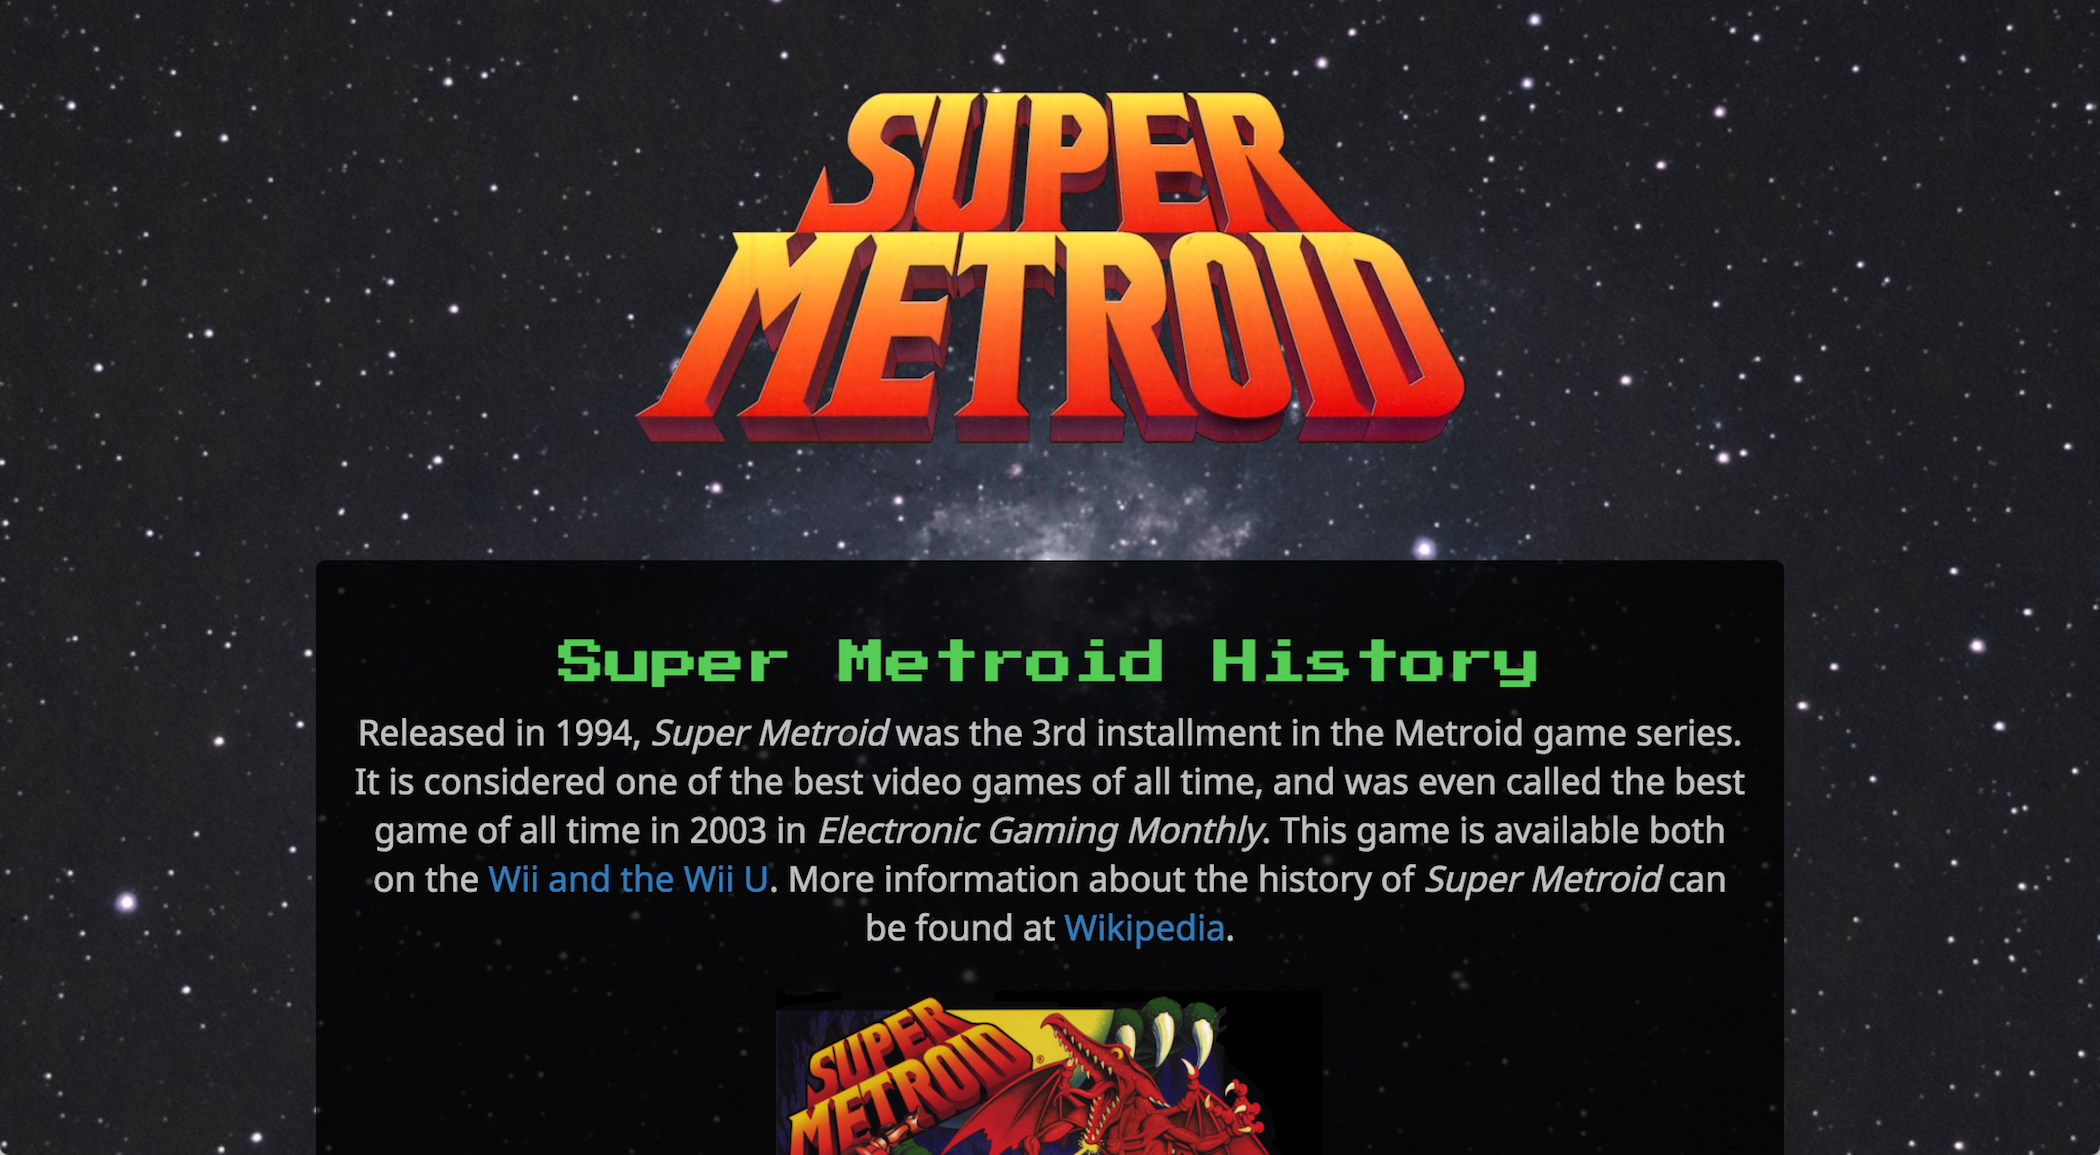 SUPER
METROID
Super Metroid History
Released in 1994, Super Metroid was the 3rd installment in the Metroid game series.
It is considered one of the best video games of all time, and was even called the best
game of all time in 2003 in Electronic Gaming Monthly. This game is available both
on the Wii and the Wii U. More information about the history of Super Metroid can
be found at Wikipedia.
SUPER
METROID®